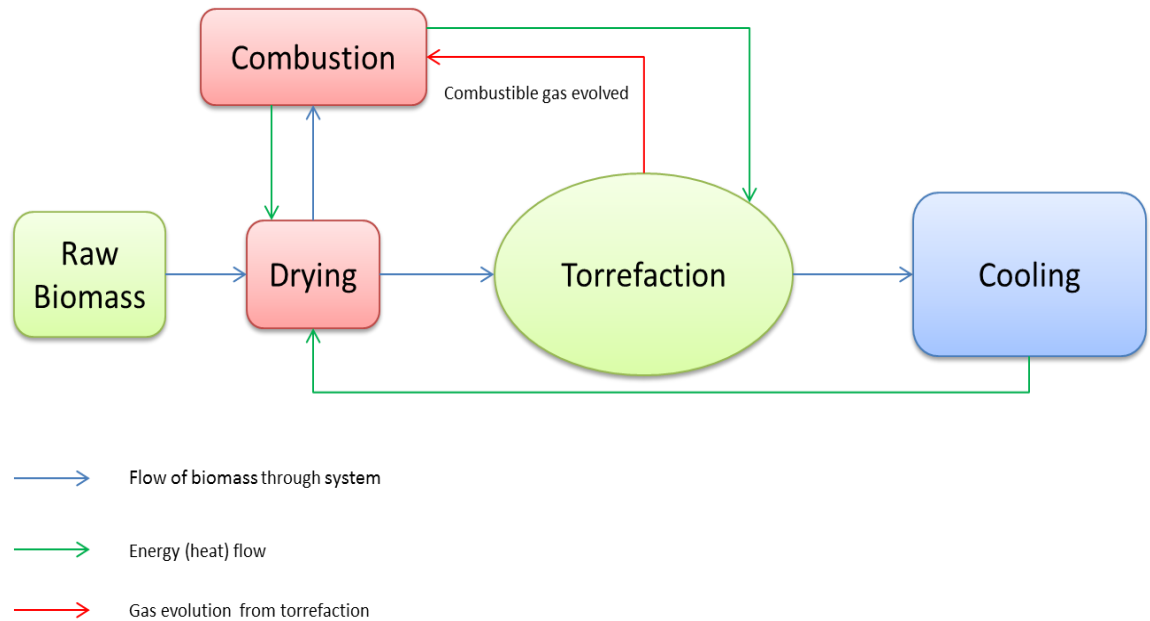 Combustion
Combustible gas evolved
Raw
Biomass
Drying
Torrefaction
Cooling
Flow of biomass through system
Energy (heat) flow
Gas evolution from torrefaction